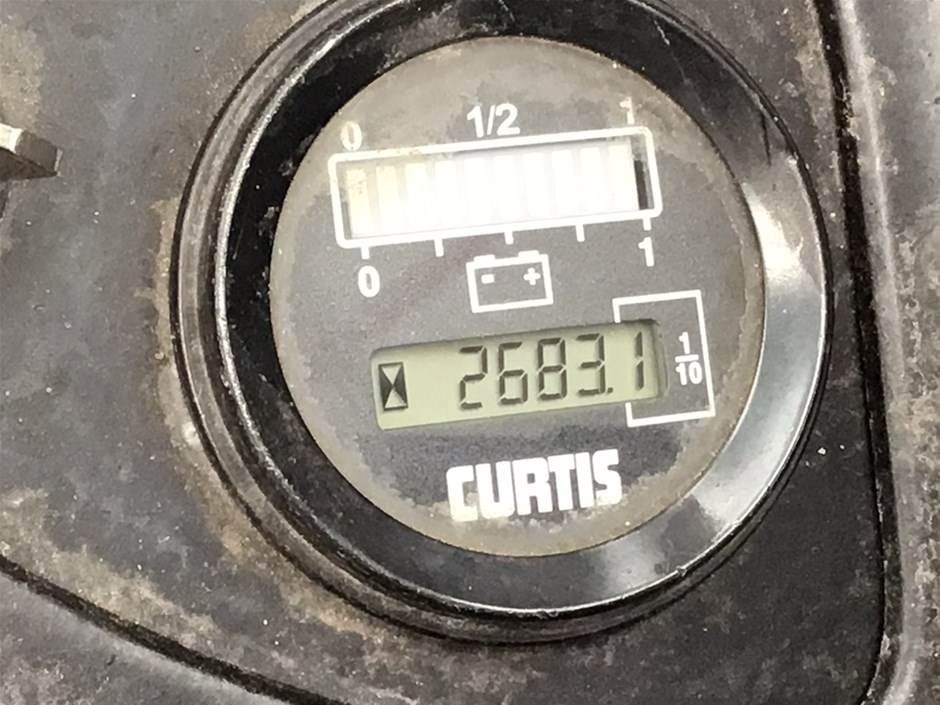 0 1/2 1
0 1
- +
2683.1
1/10
CURTIS